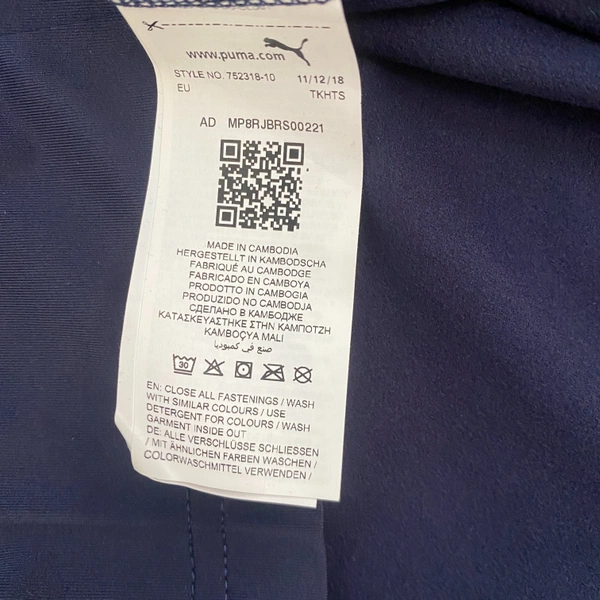 www.puma.com
STYLE NO. 752318-10 11/12/18
EU TKHTS
AD MP8RJBRS00221
MADE IN CAMBODIA
HERGESTELLT IN KAMBODSCHA
FABRIQUÉ AU CAMBODGE
FABRICADO EN CAMBOYA
PRODOTTO IN CAMBOGIA
PRODUZIDO NO CAMBODJA
СДЕЛАНО В КАМБОДЖЕ
ΚΑΤΑΣΚΕΥΑΣΤΗΚΕ ΣΤΗΝ ΚΑΜΠΟΤΖΗ
KAMBOÇYA MALI
صنع في كمبوديا
30
EN: CLOSE ALL FASTENINGS / WASH
WITH SIMILAR COLOURS / USE
DETERGENT FOR COLOURS / WASH
GARMENT INSIDE OUT
DE: ALLE VERSCHLÜSSE SCHLIESSEN
/ MIT ÄHNLICHEN FARBEN WASCHEN /
COLORWASCHMITTEL VERWENDEN /